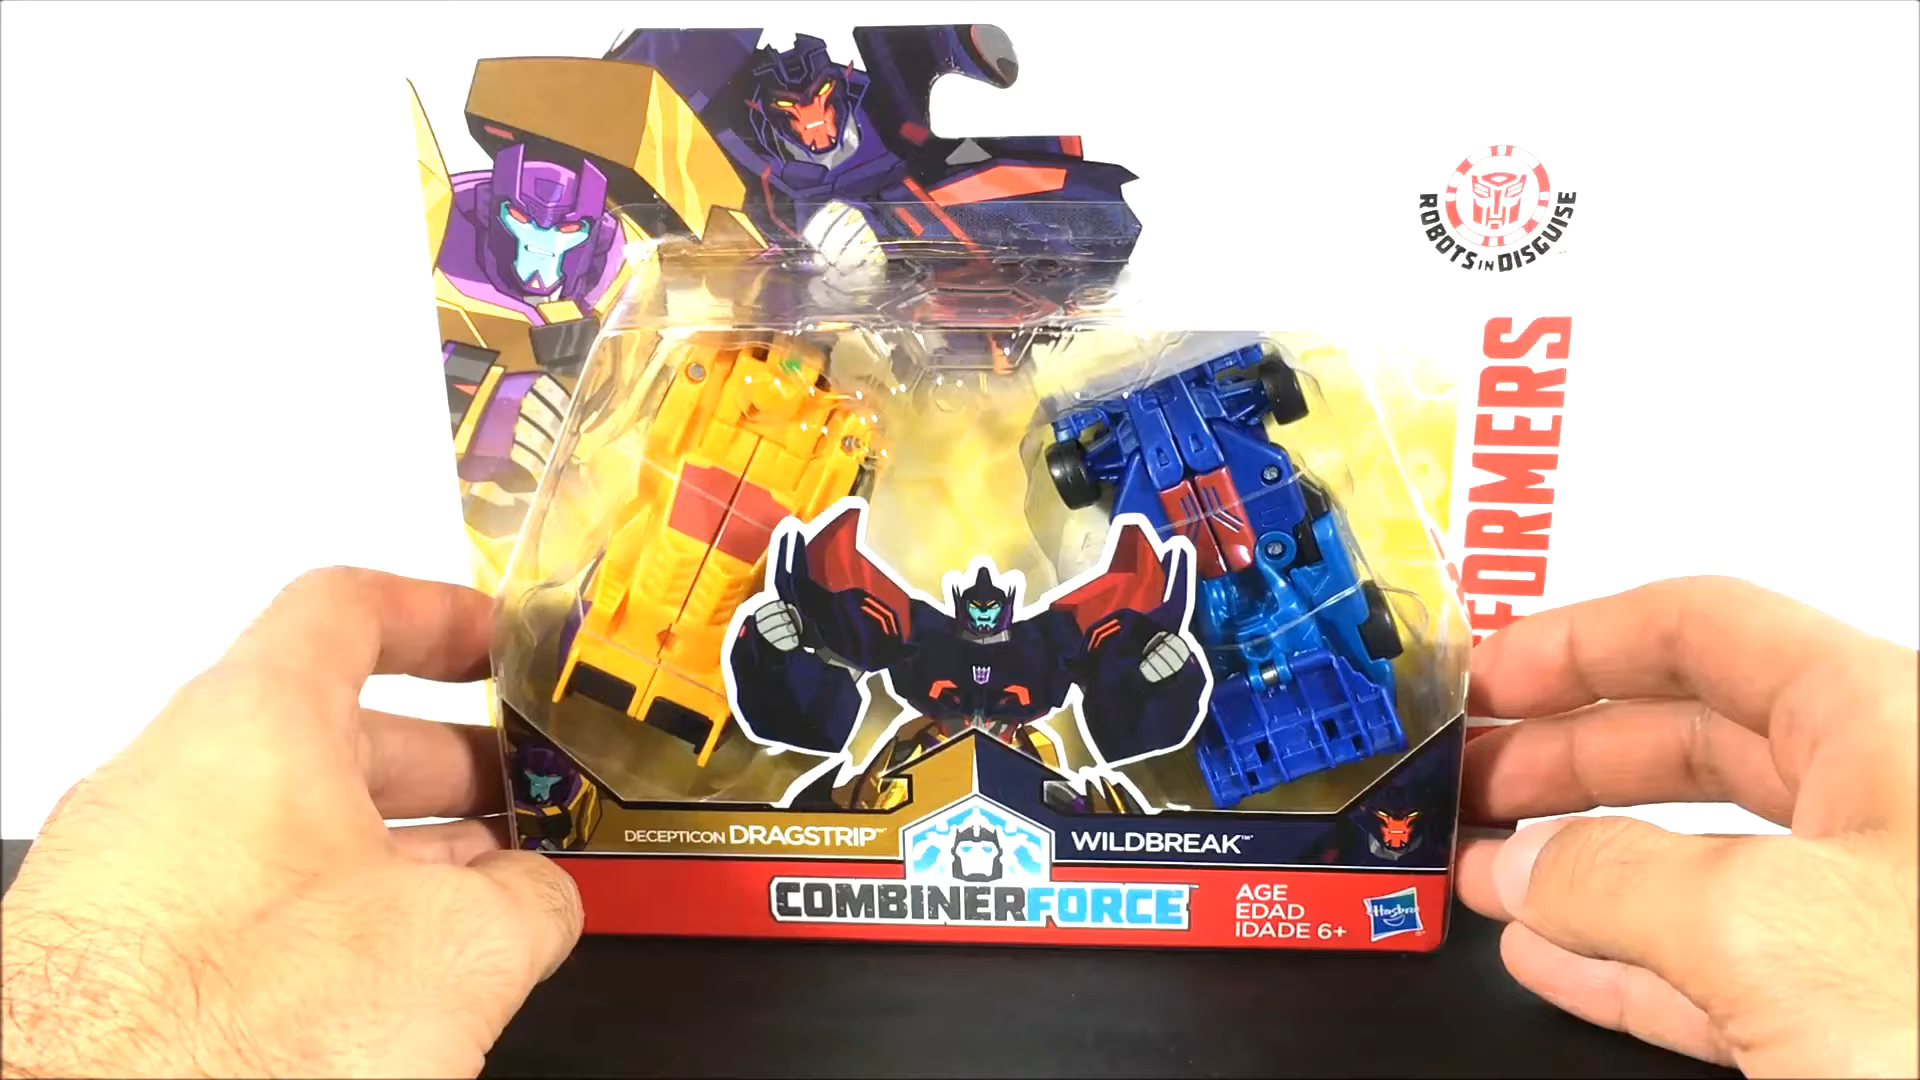 ROBOTS IN DISGUISE
FORMERS
DECEPTICON DRAGSTRIP™
WILDBREAK™
COMBINERFORCE
AGE
EDAD
IDADE 6+
Hasbro